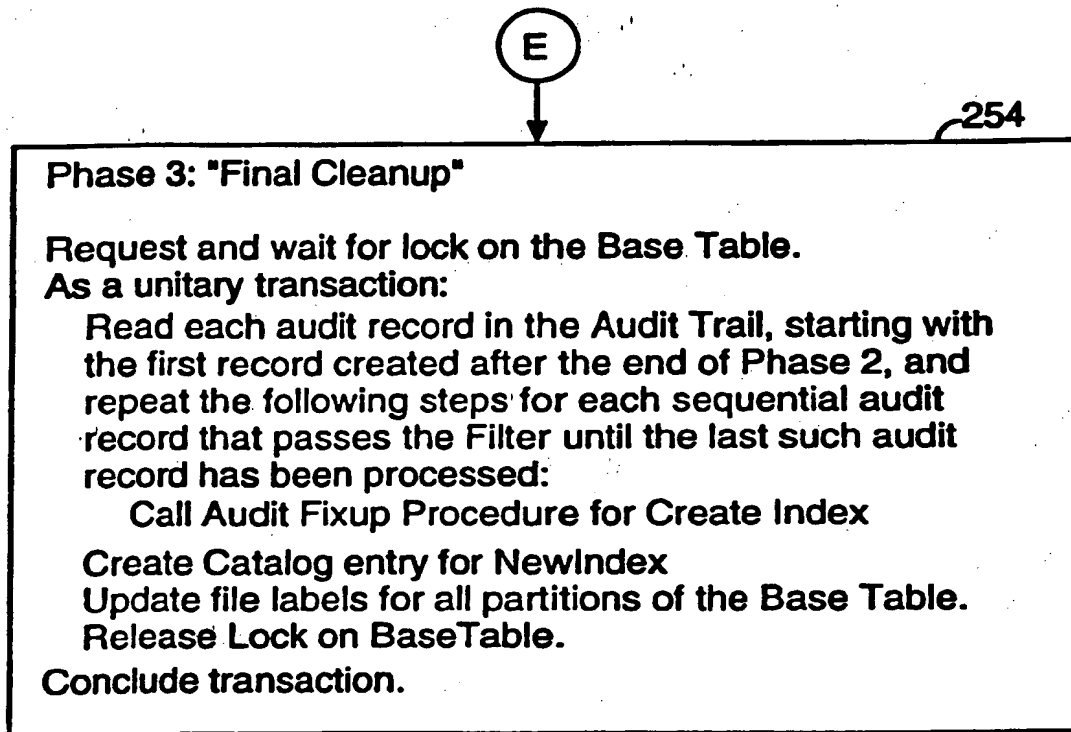 E
254
Phase 3: "Final Cleanup"
Request and wait for lock on the Base Table.
As a unitary transaction:
Read each audit record in the Audit Trail, starting with
the first record created after the end of Phase 2, and
repeat the following steps for each sequential audit
record that passes the Filter until the last such audit
record has been processed:
Call Audit Fixup Procedure for Create Index
Create Catalog entry for NewIndex
Update file labels for all partitions of the Base Table.
Release Lock on BaseTable.
Conclude transaction.